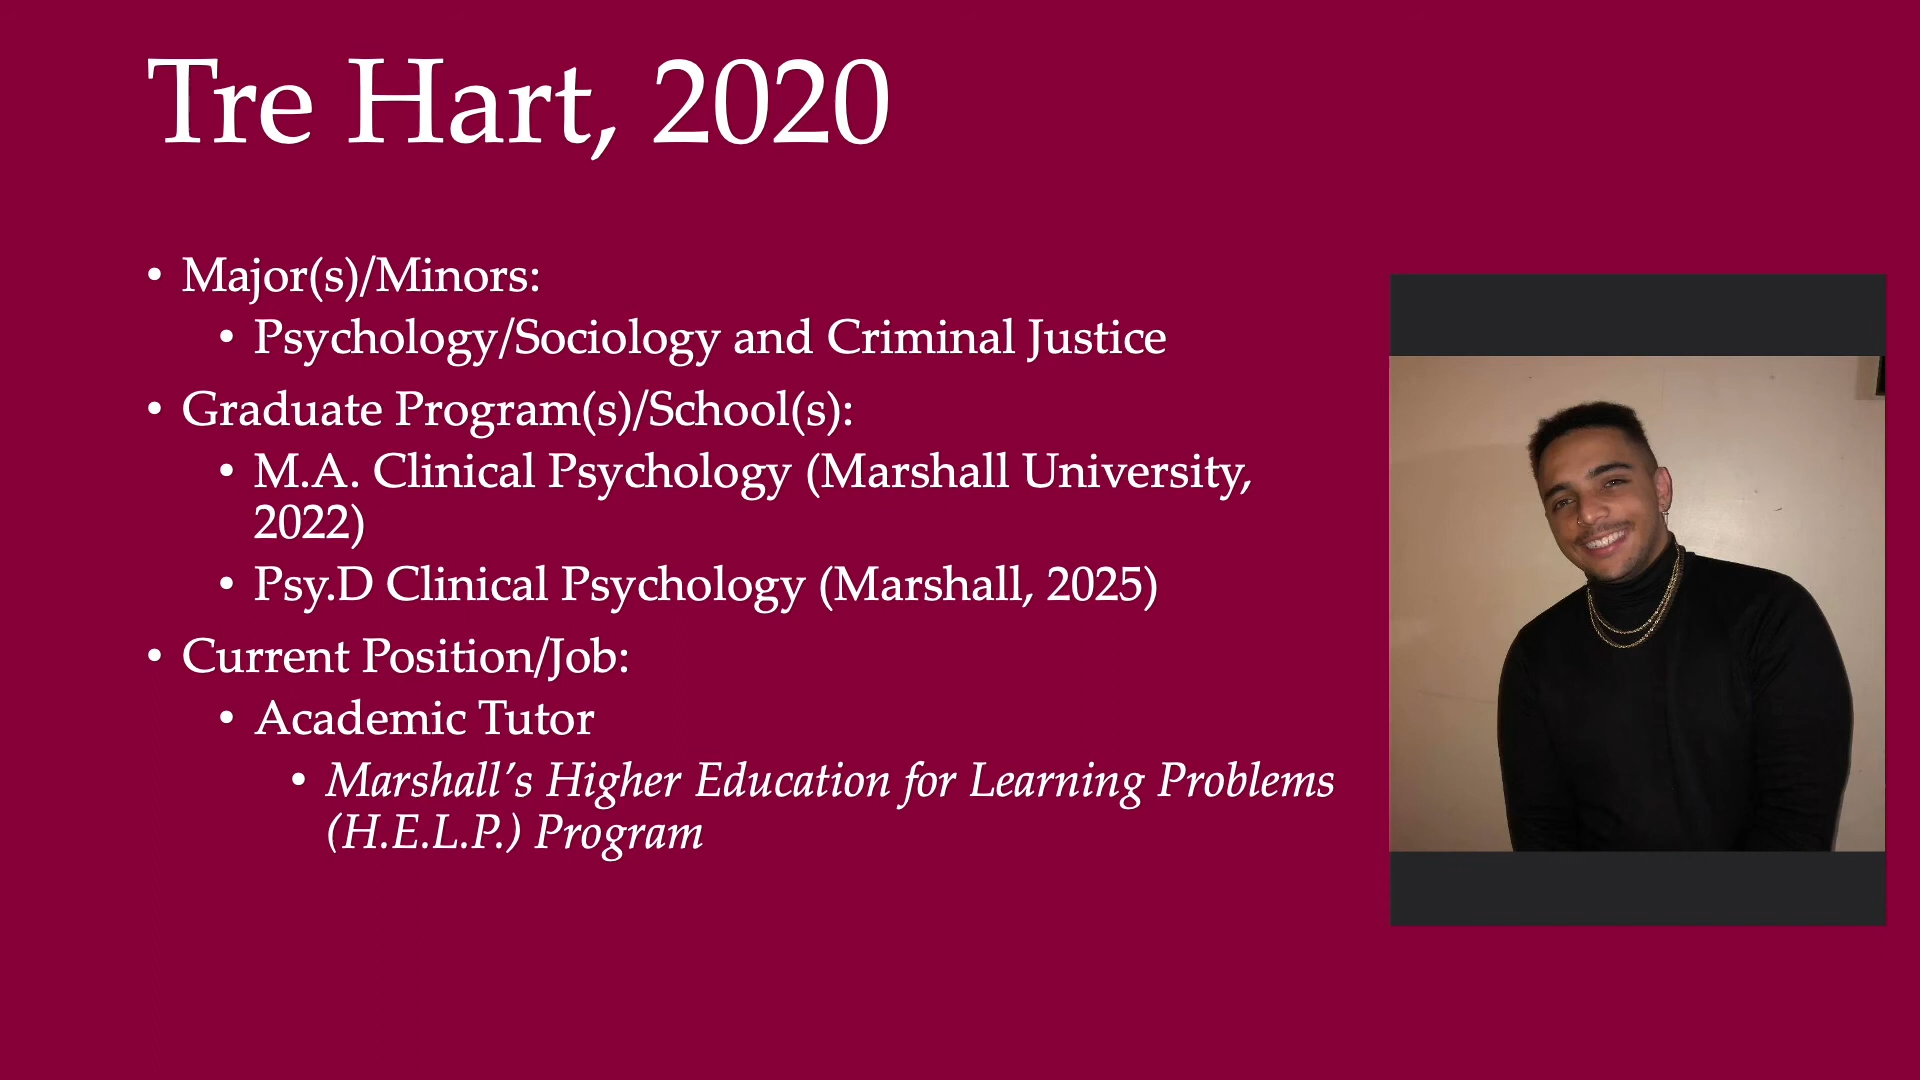 Tre Hart, 2020
• Major(s)/Minors:
• Psychology/Sociology and Criminal Justice
• Graduate Program(s)/School(s):
• M.A. Clinical Psychology (Marshall University,
2022)
• Psy.D Clinical Psychology (Marshall, 2025)
• Current Position/Job:
• Academic Tutor
• Marshall’s Higher Education for Learning Problems
(H.E.L.P.) Program